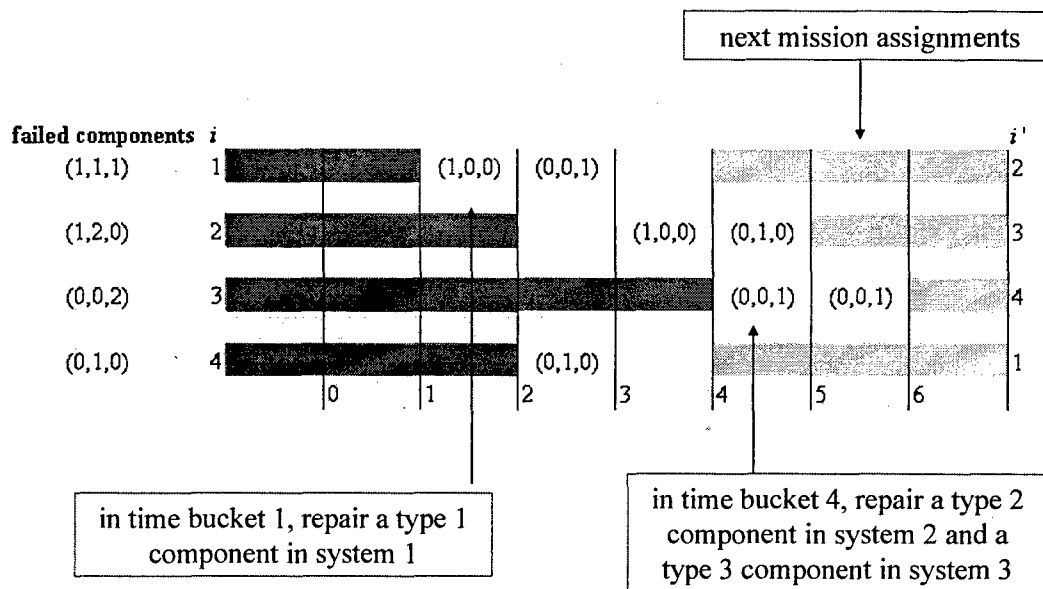 next mission assignments
failed components i i'
(1,1,1) 1 (1,0,0) (0,0,1) 2
(1,2,0) 2 (1,0,0) (0,1,0) 3
(0,0,2) 3 (0,0,1) (0,0,1) 4
(0,1,0) 4 (0,1,0) 1
0 1 2 3 4 5 6
in time bucket 1, repair a type 1
component in system 1
in time bucket 4, repair a type 2
component in system 2 and a
type 3 component in system 3